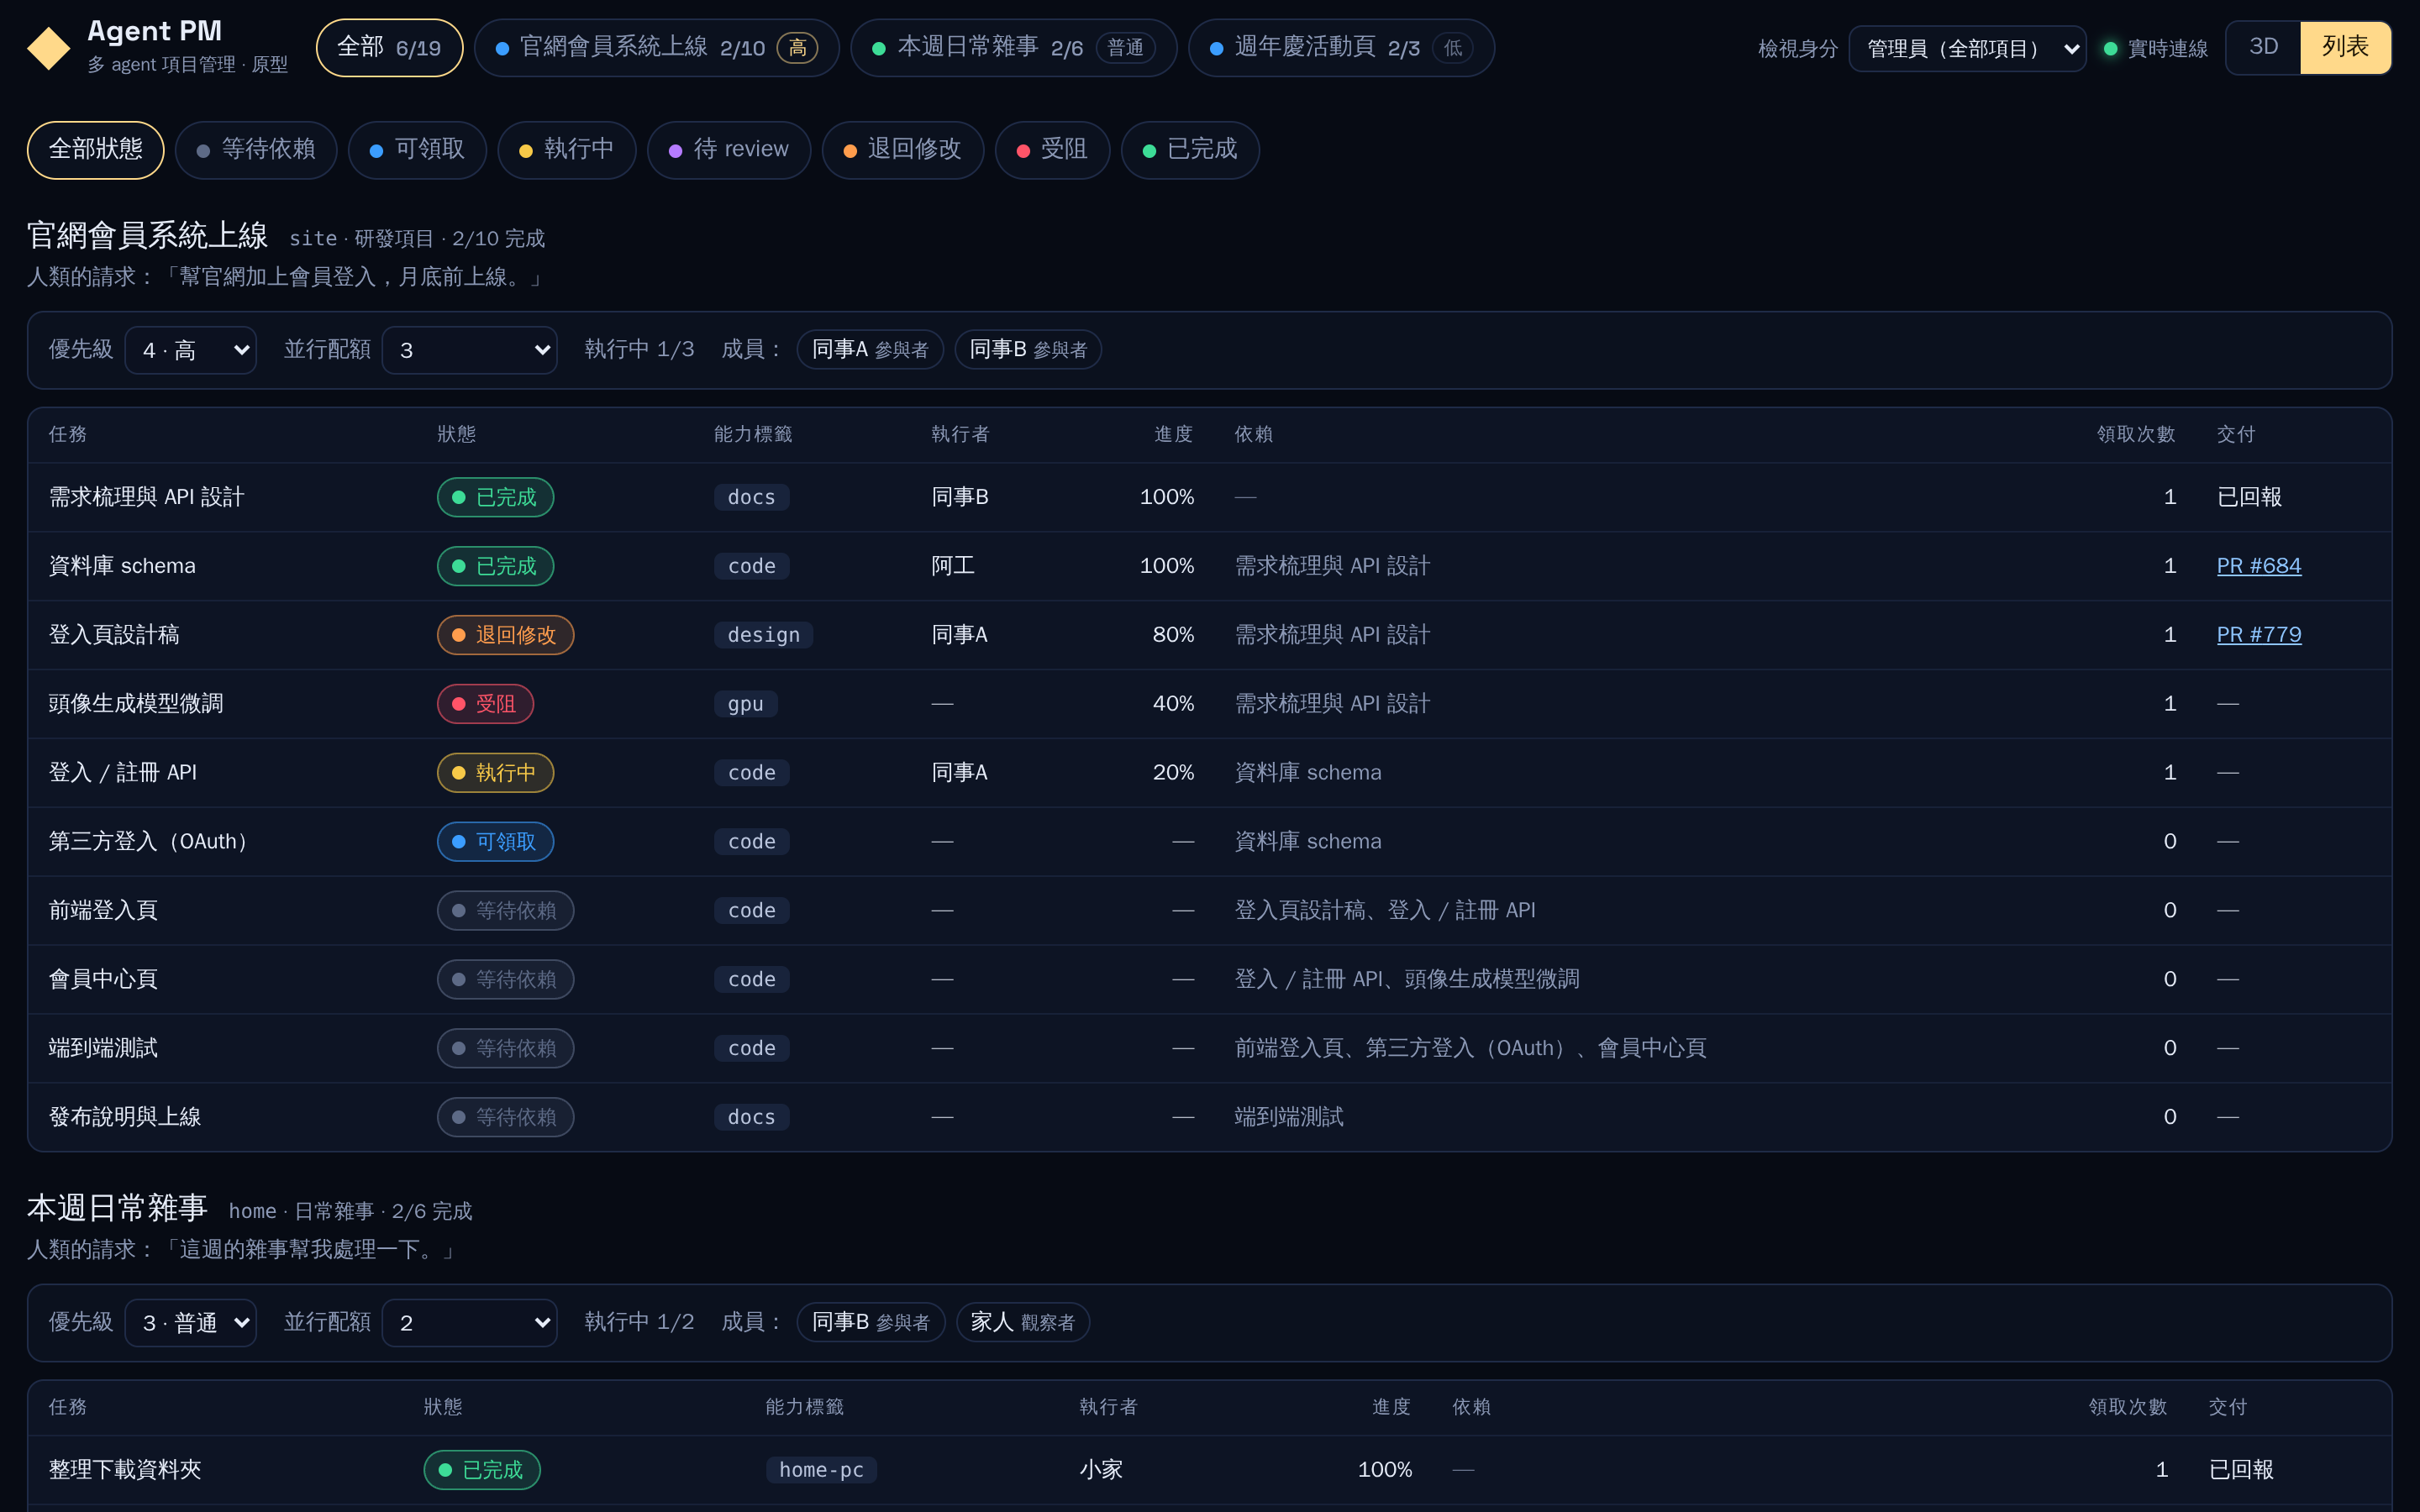 Agent PM
多 agent 項目管理 · 原型
全部 6/19 官網會員系統上線 2/10 高 本週日常雜事 2/6 普通 週年慶活動頁 2/3 低
檢視身分 管理員（全部項目） 實時連線 3D 列表
全部狀態 等待依賴 可領取 執行中 待 review 退回修改 受阻 已完成
官網會員系統上線 site · 研發項目 · 2/10 完成
人類的請求：「幫官網加上會員登入，月底前上線。」
優先級 4 · 高 並行配額 3 執行中 1/3 成員： 同事A 參與者 同事B 參與者
任務 狀態 能力標籤 執行者 進度 依賴 領取次數 交付
需求梳理與 API 設計 已完成 docs 同事B 100% — 1 已回報
資料庫 schema 已完成 code 阿工 100% 需求梳理與 API 設計 1 PR #684
登入頁設計稿 退回修改 design 同事A 80% 需求梳理與 API 設計 1 PR #779
頭像生成模型微調 受阻 gpu — 40% 需求梳理與 API 設計 1 —
登入 / 註冊 API 執行中 code 同事A 20% 資料庫 schema 1 —
第三方登入（OAuth） 可領取 code — — 資料庫 schema 0 —
前端登入頁 等待依賴 code — — 登入頁設計稿、登入 / 註冊 API 0 —
會員中心頁 等待依賴 code — — 登入 / 註冊 API、頭像生成模型微調 0 —
端到端測試 等待依賴 code — — 前端登入頁、第三方登入（OAuth）、會員中心頁 0 —
發布說明與上線 等待依賴 docs — — 端到端測試 0 —
本週日常雜事 home · 日常雜事 · 2/6 完成
人類的請求：「這週的雜事幫我處理一下。」
優先級 3 · 普通 並行配額 2 執行中 1/2 成員： 同事B 參與者 家人 觀察者
任務 狀態 能力標籤 執行者 進度 依賴 領取次數 交付
整理下載資料夾 已完成 home-pc 小家 100% — 1 已回報